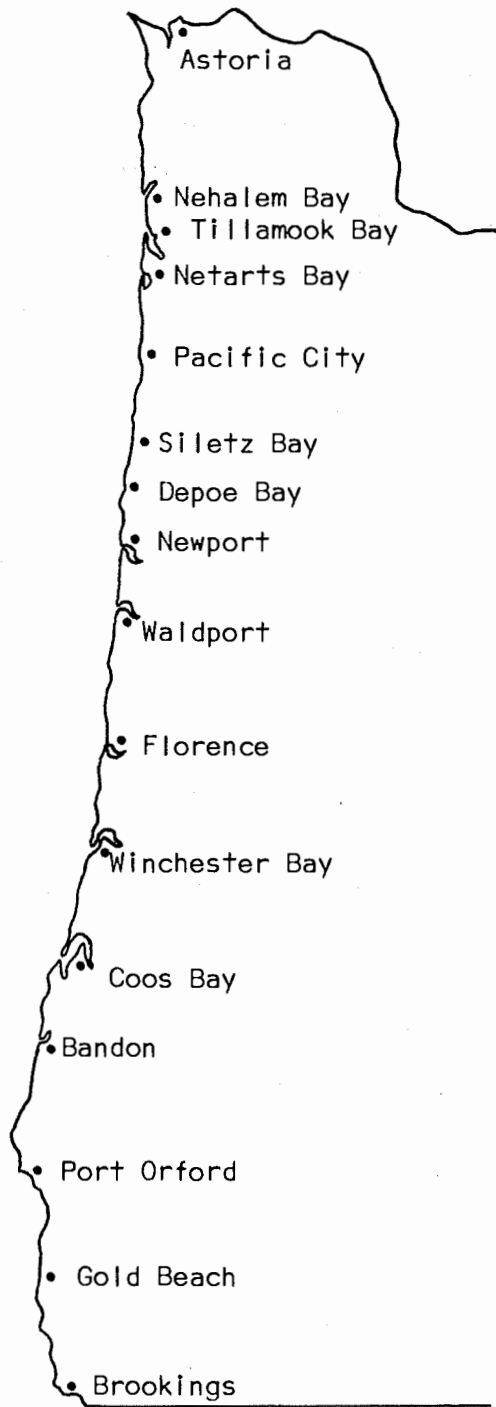 Astoria
Nehalem Bay
Tillamook Bay
Netarts Bay
Pacific City
Siletz Bay
Depoe Bay
Newport
Waldport
Florence
Winchester Bay
Coos Bay
Bandon
Port Orford
Gold Beach
Brookings